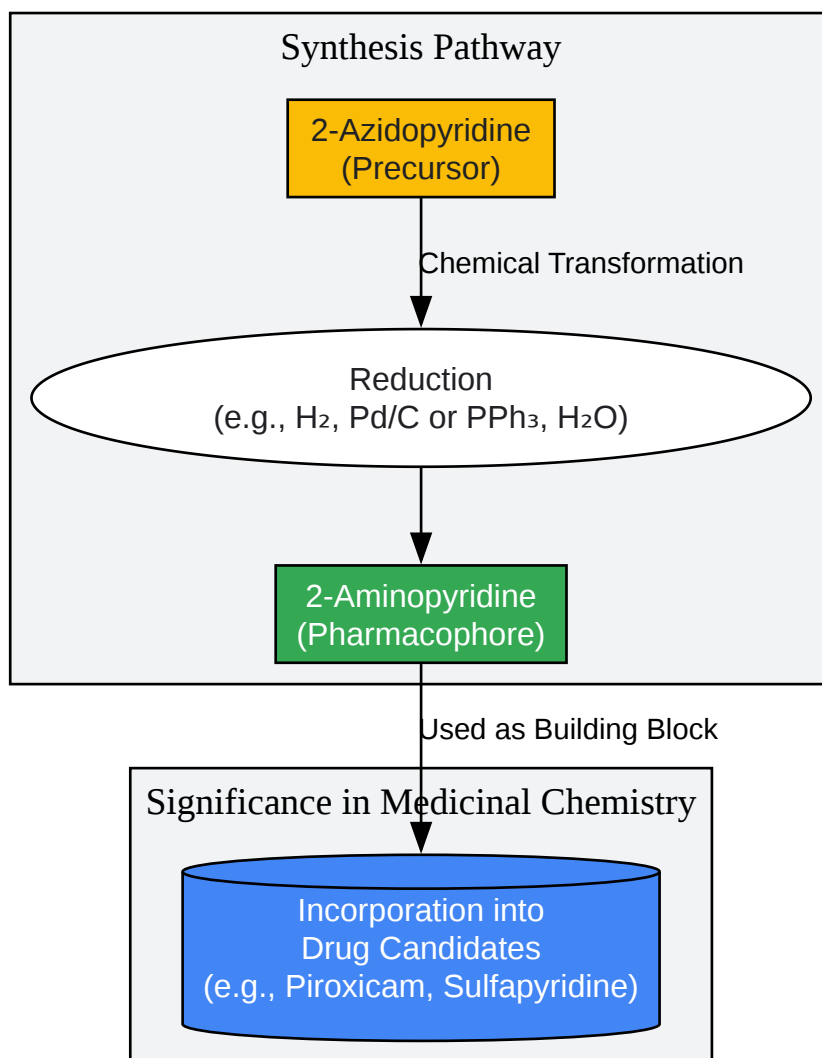 Synthesis Pathway
2-Azidopyridine
(Precursor)
Chemical Transformation
Reduction
(e.g., H₂, Pd/C or PPh₃, H₂O)
2-Aminopyridine
(Pharmacophore)
Used as Building Block
Significance in Medicinal Chemistry
Incorporation into
Drug Candidates
(e.g., Piroxicam, Sulfapyridine)